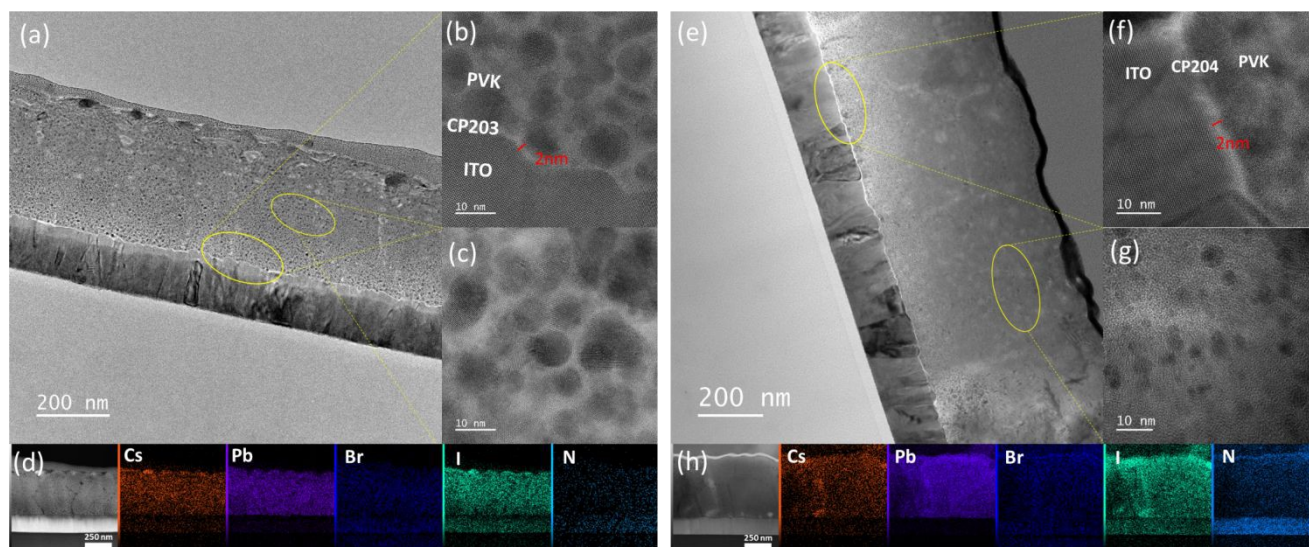 (a)
200 nm
(b)
PVK
CP203
2nm
ITO
10 nm
(c)
10 nm
(d)
250 nm
Cs
Pb
Br
I
N
(e)
200 nm
(f)
ITO
CP204
PVK
2nm
10 nm
(g)
10 nm
(h)
250 nm
Cs
Pb
Br
I
N